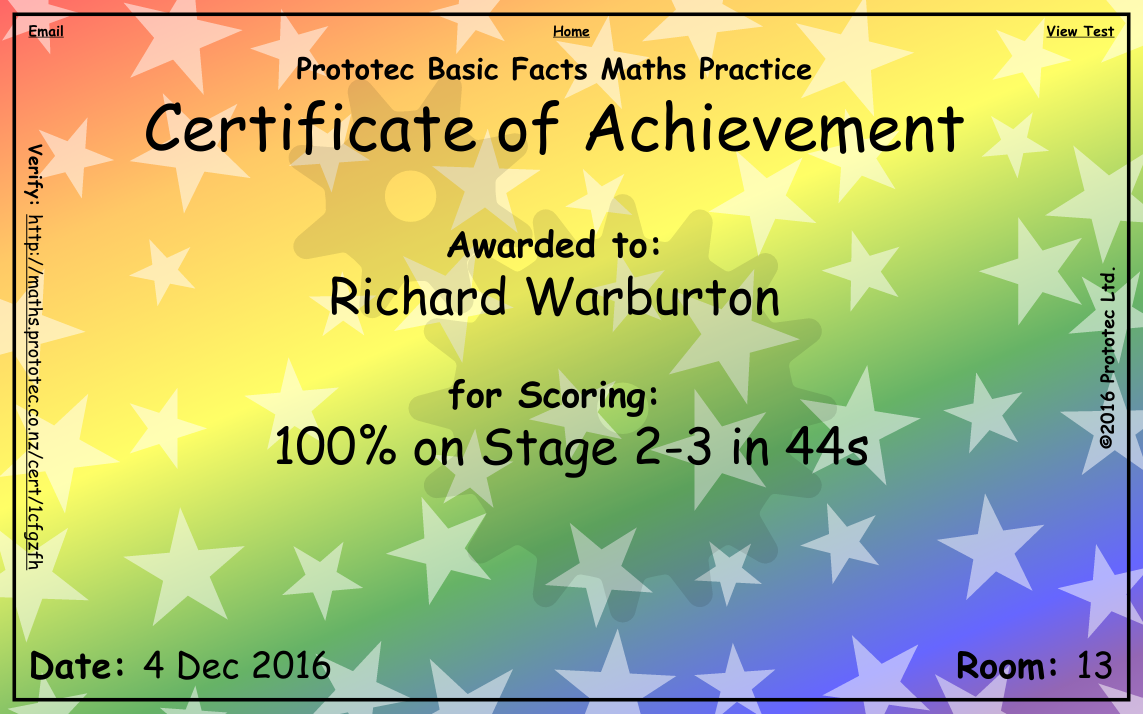 Email
Home
View Test
Prototec Basic Facts Maths Practice
Certificate of Achievement
Verify: http://maths.prototec.co.nz/cert/1cfgzfh
Awarded to:
Richard Warburton
for Scoring:
100% on Stage 2-3 in 44s
©2016 Prototec Ltd.
Date: 4 Dec 2016
Room: 13